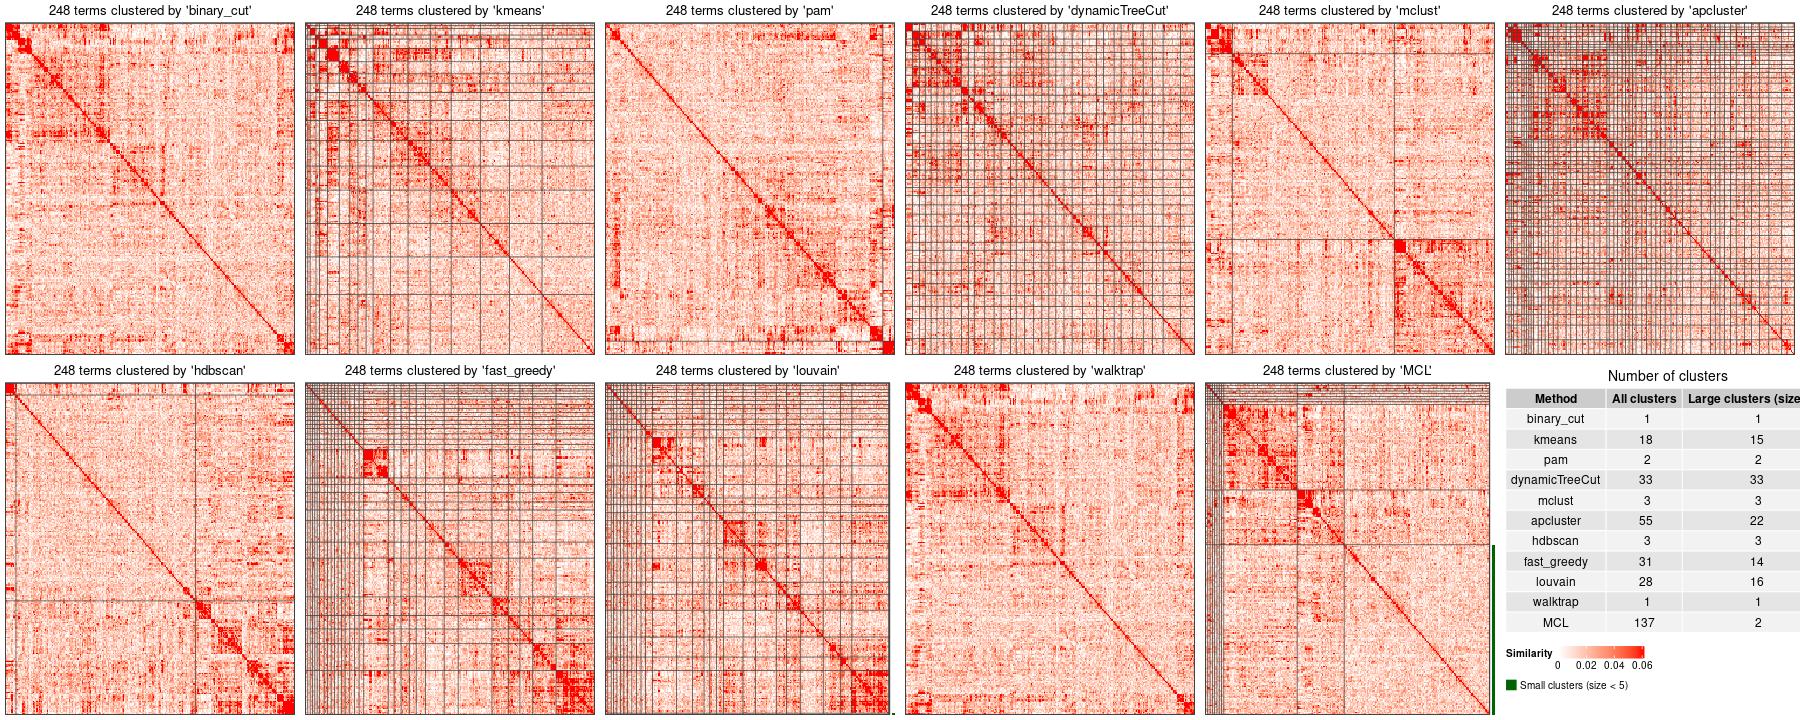 248 terms clustered by 'binary_cut'
248 terms clustered by 'kmeans'
248 terms clustered by 'pam'
248 terms clustered by 'dynamicTreeCut'
248 terms clustered by 'mclust'
248 terms clustered by 'apcluster'
248 terms clustered by 'hdbscan'
248 terms clustered by 'fast_greedy'
248 terms clustered by 'louvain'
248 terms clustered by 'walktrap'
248 terms clustered by 'MCL'
Number of clusters
Method All clusters Large clusters (size
binary_cut 1 1
kmeans 18 15
pam 2 2
dynamicTreeCut 33 33
mclust 3 3
apcluster 55 22
hdbscan 3 3
fast_greedy 31 14
louvain 28 16
walktrap 1 1
MCL 137 2
Similarity
0 0.02 0.04 0.06
Small clusters (size < 5)